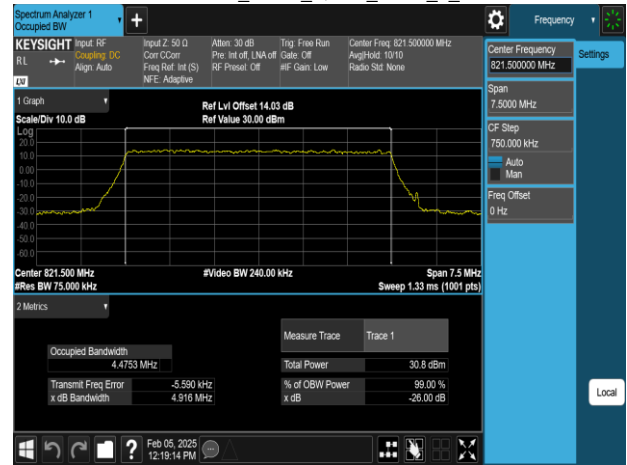 Spectrum Analyzer 1
Occupied BW
+
Frequency
KEYSIGHT
RL
LXI
Input: RF
Coupling: DC
Align: Auto
Input Z: 50 Ω
Corr CCorr
Freq Ref: Int (S)
NFE: Adaptive
Atten: 30 dB
Pre: Int off, LNA off
RF Presel: Off
Trig: Free Run
Gate: Off
#IF Gain: Low
Center Freq: 821.500000 MHz
Avg|Hold: 10/10
Radio Std: None
Center Frequency
821.500000 MHz
Settings
Span
7.5000 MHz
CF Step
750.000 kHz
Auto
Man
Freq Offset
0 Hz
1 Graph
Scale/Div 10.0 dB
Ref Lvl Offset 14.03 dB
Ref Value 30.00 dBm
Log
20.0
10.0
0.00
-10.0
-20.0
-30.0
-40.0
-50.0
-60.0
Center 821.500 MHz
#Video BW 240.00 kHz
Span 7.5 MHz
#Res BW 75.000 kHz
Sweep 1.33 ms (1001 pts)
2 Metrics
Measure Trace
Trace 1
Occupied Bandwidth
4.4753 MHz
Total Power
30.8 dBm
Transmit Freq Error
-5.590 kHz
% of OBW Power
99.00 %
x dB Bandwidth
4.916 MHz
x dB
-26.00 dB
Local
?
Feb 05, 2025
12:19:14 PM